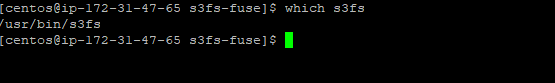 [centos@ip-172-31-47-65 s3fs-fuse]$ which s3fs
/usr/bin/s3fs
[centos@ip-172-31-47-65 s3fs-fuse]$